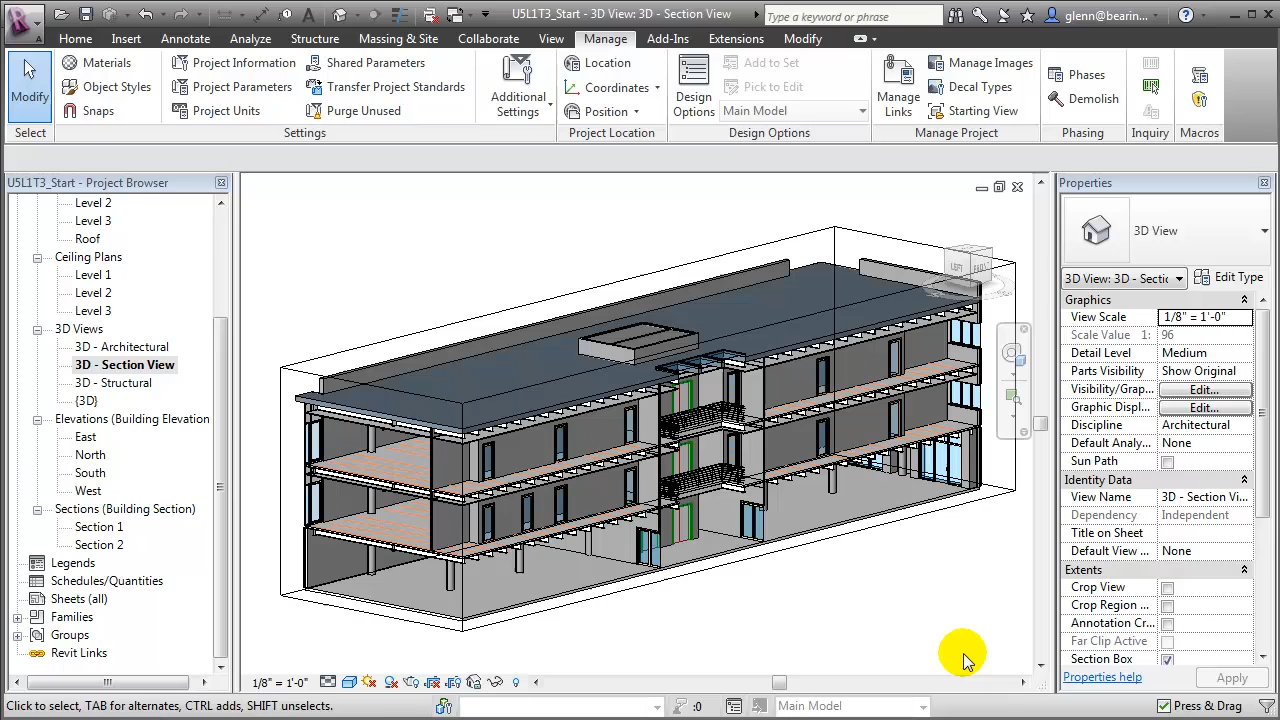 U5L1T3_Start - 3D View: 3D - Section View
Type a keyword or phrase
glenn@bearin...
Home Insert Annotate Analyze Structure Massing & Site Collaborate View Manage Add-Ins Extensions Modify
Modify
Select
Materials
Object Styles
Snaps
Project Information
Project Parameters
Project Units
Shared Parameters
Transfer Project Standards
Purge Unused
Additional Settings
Settings
Location
Coordinates
Position
Project Location
Design Options
Add to Set
Pick to Edit
Main Model
Design Options
Manage Links
Manage Images
Decal Types
Starting View
Manage Project
Phases
Demolish
Phasing
Inquiry
Macros
U5L1T3_Start - Project Browser
Level 2
Level 3
Roof
Ceiling Plans
Level 1
Level 2
Level 3
3D Views
3D - Architectural
3D - Section View
3D - Structural
{3D}
Elevations (Building Elevation
East
North
South
West
Sections (Building Section)
Section 1
Section 2
Legends
Schedules/Quantities
Sheets (all)
Families
Groups
Revit Links
LEFT
1/8" = 1'-0"
Properties
3D View
3D View: 3D - Sectic
Edit Type
Graphics
View Scale 1/8" = 1'-0"
Scale Value 1: 96
Detail Level Medium
Parts Visibility Show Original
Visibility/Grap... Edit...
Graphic Displ... Edit...
Discipline Architectural
Default Analy... None
Sun Path
Identity Data
View Name 3D - Section Vi...
Dependency Independent
Title on Sheet
Default View ... None
Extents
Crop View
Crop Region ...
Annotation Cr...
Far Clip Active
Section Box
Properties help
Apply
Click to select, TAB for alternates, CTRL adds, SHIFT unselects.
:0
Main Model
Press & Drag